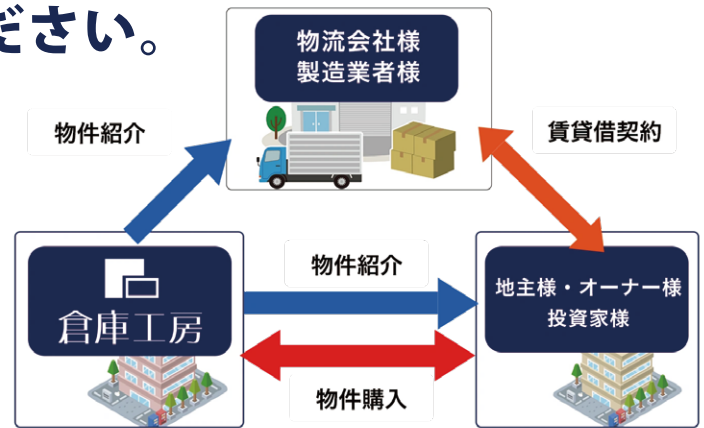 ださい。
物流会社様
製造業者様
物件紹介
賃貸借契約
倉庫工房
物件紹介
地主様・オーナー様
投資家様
物件購入